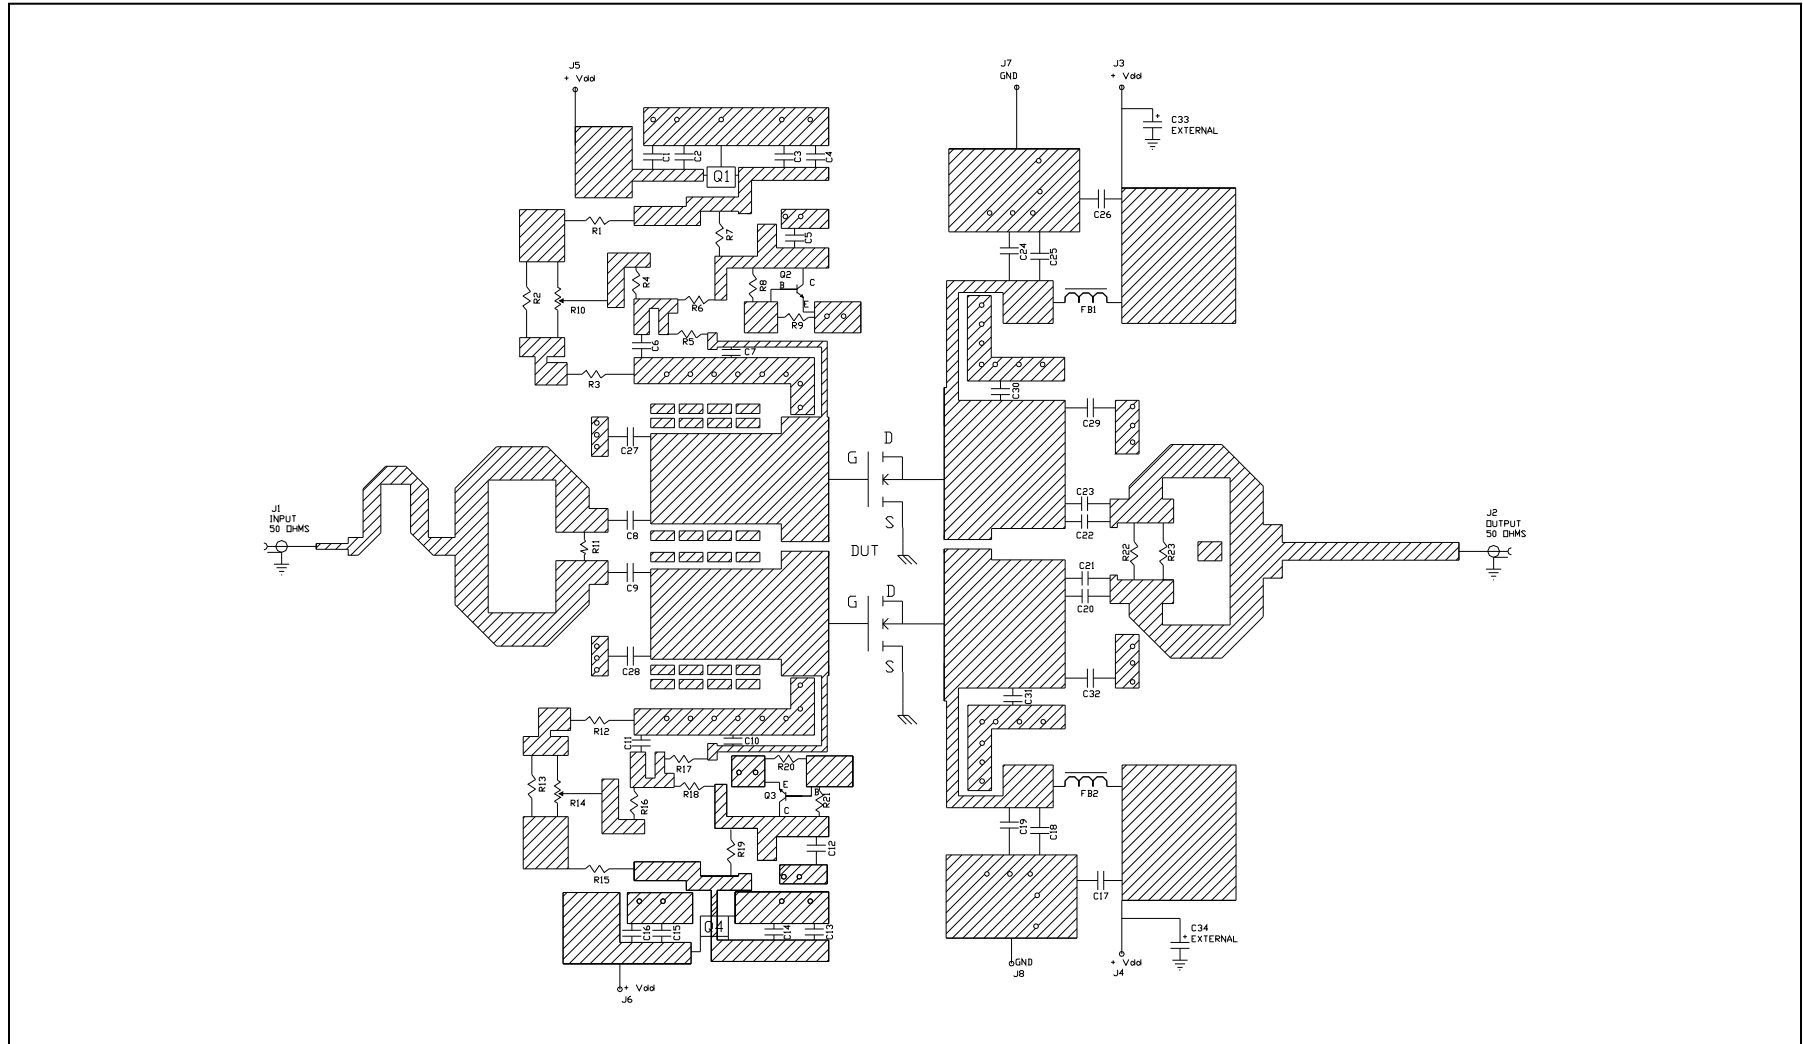 J5
+ Vdd
J7
GND
J3
+ Vdd
C33
EXTERNAL
C1
C2
C3
C4
Q1
C26
R1
R7
C5
C24
C25
R4
Q2
C
B
E
R8
R2
R10
R6
R9
FB1
R5
C6
C7
R3
C30
C29
C27
G
D
S
C23
C22
J1
INPUT
50 OHMS
C8
R11
DUT
R22
R23
J2
OUTPUT
50 OHMS
C9
C21
C20
G
D
S
C28
C32
C31
R12
C11
C10
R17
R20
R13
R14
R18
R16
E
Q3
B
C
R21
FB2
R19
C12
C19
C18
R15
C17
C16
C15
Q4
C14
C13
C34
EXTERNAL
GND
J8
+ Vdd
J4
+ Vdd
J6